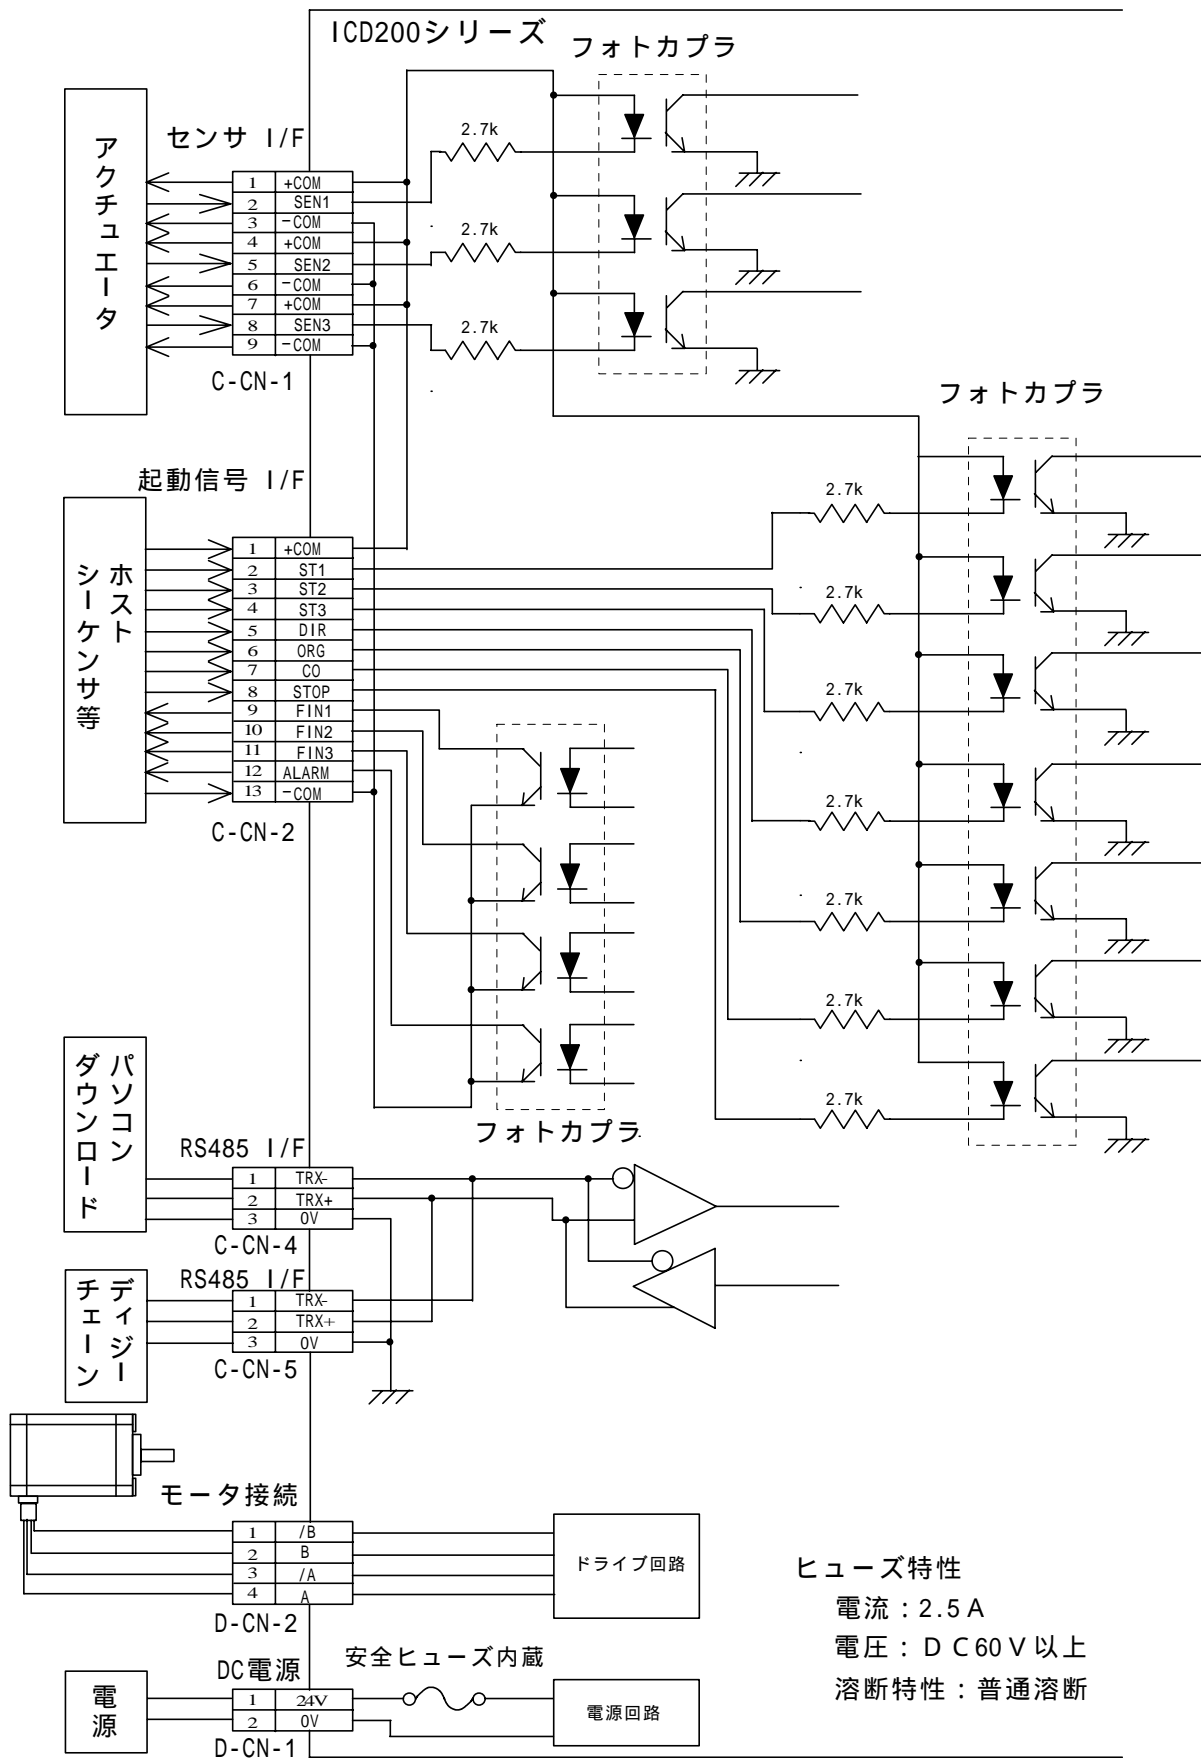 ICD200シリーズ
フォトカプラ
センサ I/F
アクチュエータ
1 +COM
2 SEN1
3 −COM
4 +COM
5 SEN2
6 −COM
7 +COM
8 SEN3
9 −COM
C-CN-1
2.7k
2.7k
2.7k
フォトカプラ
起動信号 I/F
ホスト
シーケンサ等
1 +COM
2 ST1
3 ST2
4 ST3
5 DIR
6 ORG
7 CO
8 STOP
9 FIN1
10 FIN2
11 FIN3
12 ALARM
13 −COM
C-CN-2
2.7k
2.7k
2.7k
2.7k
2.7k
2.7k
2.7k
フォトカプラ
パソコン
ダウンロード
RS485 I/F
1 TRX-
2 TRX+
3 0V
C-CN-4
ディジー
チェーン
RS485 I/F
1 TRX-
2 TRX+
3 0V
C-CN-5
モータ接続
1 /B
2 B
3 /A
4 A
D-CN-2
ドライブ回路
電源
DC電源
1 24V
2 0V
D-CN-1
安全ヒューズ内蔵
電源回路
ヒューズ特性
電流：2.5A
電圧：DC60V以上
溶断特性：普通溶断